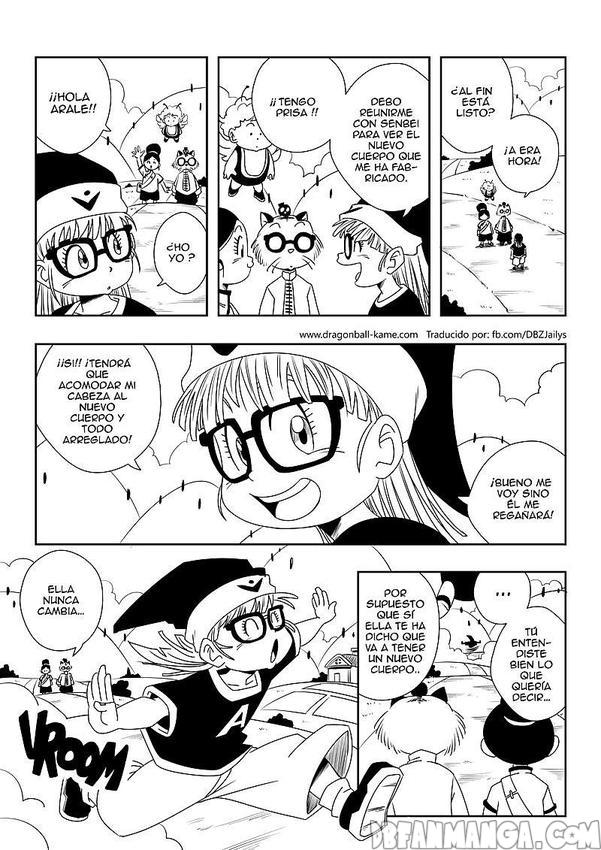 ¡¡HOLA
ARALE!!
¿HO
YO ?
¡¡TENGO
PRISA !!
DEBO
REUNIRME
CON SENBEI
PARA VER EL
NUEVO
CUERPO QUE
ME HA FAB-
RICADO.
¿AL FIN
ESTÁ
LISTO?
¡A ERA
HORA!
www.dragonball-kame.com Traducido por: fb.com/DBZJailys
¡¡SI!! ¡TENDRÁ
QUE
ACOMODAR MI
CABEZA AL
NUEVO
CUERPO Y
TODO
ARREGLADO!
¡BUENO ME
VOY SINO
ÉL ME
REGAÑARÁ!
ELLA
NUNCA
CAMBIA...
A
VROOM
POR
SUPUESTO
QUE SÍ
ELLA TE HA
DICHO QUE
VA A TENER
UN NUEVO
CUERPO..
...
TÚ
ENTEN-
DISTE
BIEN LO
QUE
QUERÍA
DECIR...
DBFANMANGA.COM